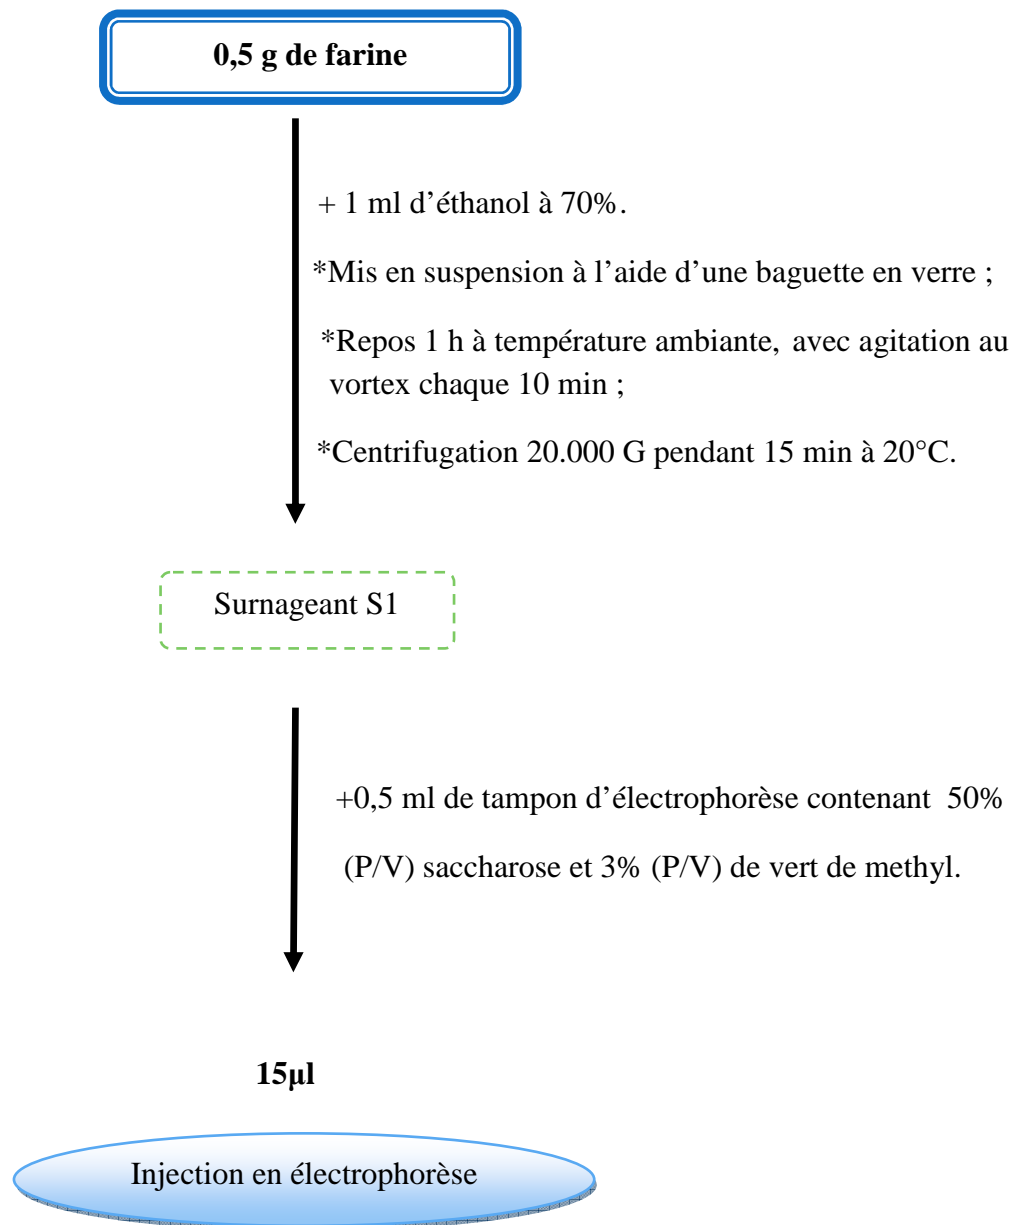 0,5 g de farine
+ 1 ml d’éthanol à 70%.
*Mis en suspension à l’aide d’une baguette en verre ;
*Repos 1 h à température ambiante, avec agitation au
vortex chaque 10 min ;
*Centrifugation 20.000 G pendant 15 min à 20°C.
Surnageant S1
+0,5 ml de tampon d’électrophorèse contenant 50%
(P/V) saccharose et 3% (P/V) de vert de methyl.
15µl
Injection en électrophorèse